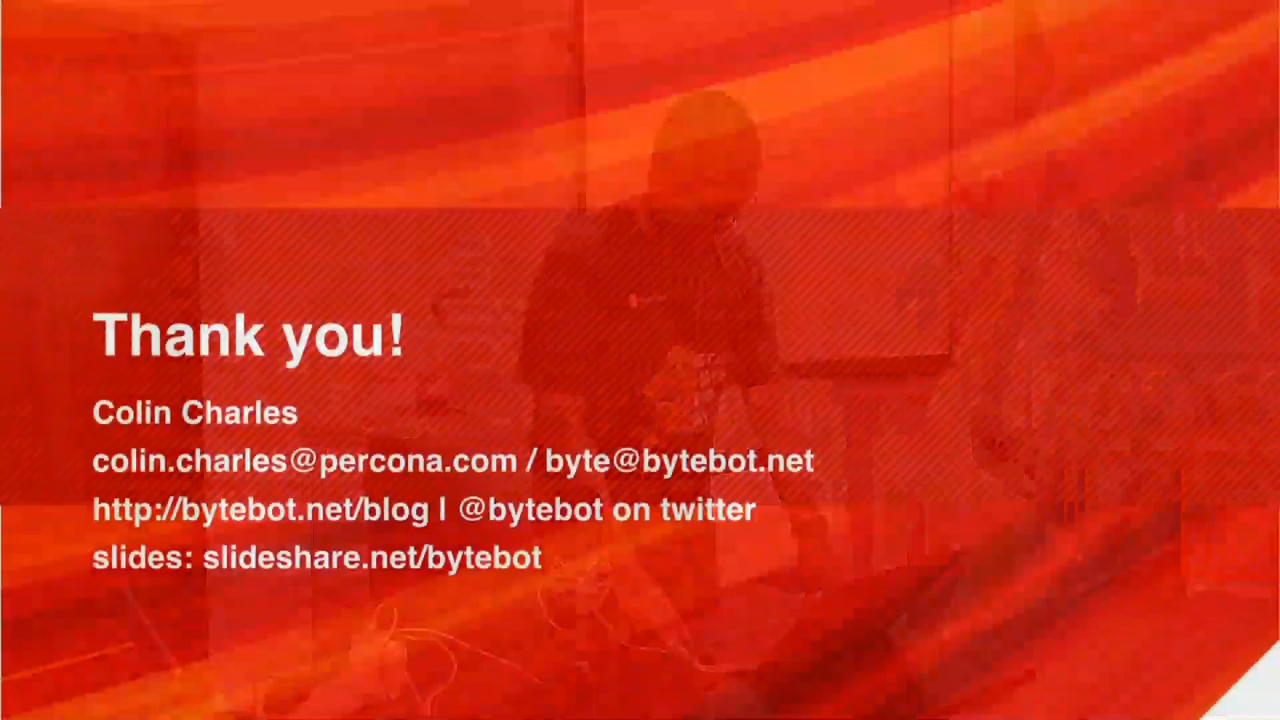 Thank you!
Colin Charles
colin.charles@percona.com / byte@bytebot.net
http://bytebot.net/blog | @bytebot on twitter
slides: slideshare.net/bytebot